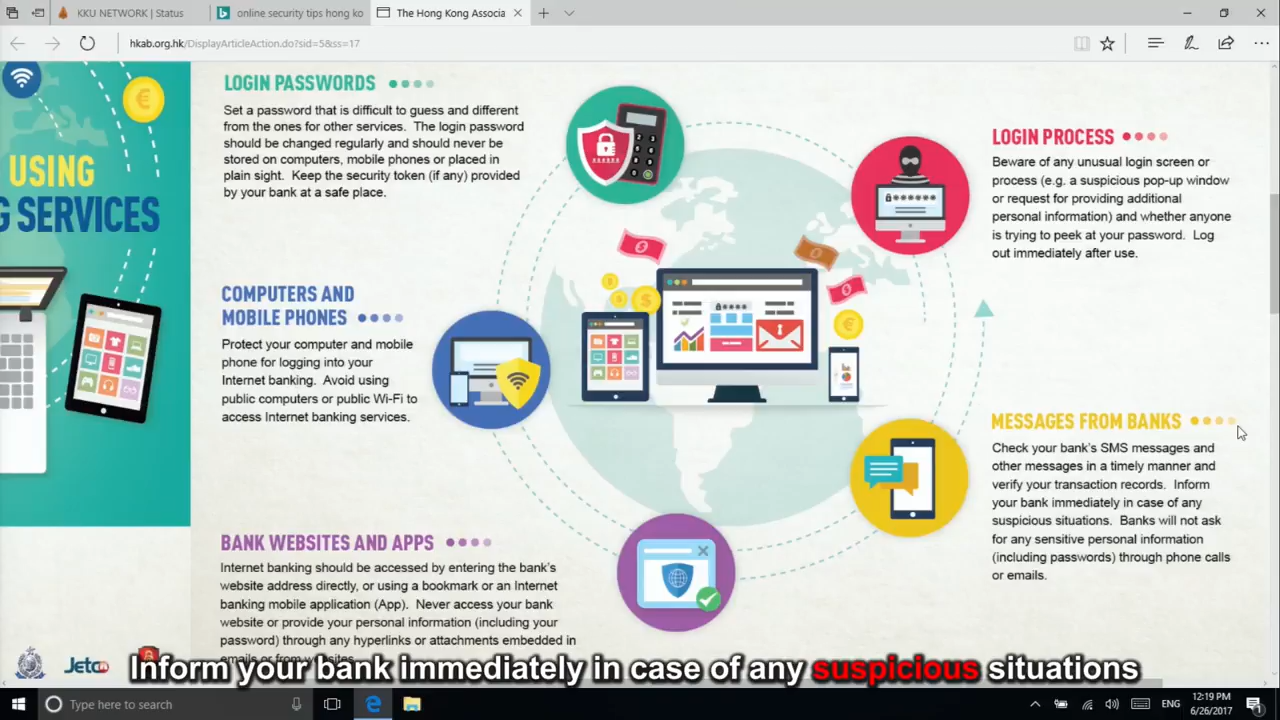 KKU NETWORK | Status
online security tips hong ko
The Hong Kong Associa
hkab.org.hk/DisplayArticleAction.do?sid=5&ss=17
USING
G SERVICES
LOGIN PASSWORDS
Set a password that is difficult to guess and different
from the ones for other services. The login password
should be changed regularly and should never be
stored on computers, mobile phones or placed in
plain sight. Keep the security token (if any) provided
by your bank at a safe place.
LOGIN PROCESS
Beware of any unusual login screen or
process (e.g. a suspicious pop-up window
or request for providing additional
personal information) and whether anyone
is trying to peek at your password. Log
out immediately after use.
COMPUTERS AND
MOBILE PHONES
Protect your computer and mobile
phone for logging into your
Internet banking. Avoid using
public computers or public Wi-Fi to
access Internet banking services.
MESSAGES FROM BANKS
Check your bank's SMS messages and
other messages in a timely manner and
verify your transaction records. Inform
your bank immediately in case of any
suspicious situations. Banks will not ask
for any sensitive personal information
(including passwords) through phone calls
or emails.
BANK WEBSITES AND APPS
Internet banking should be accessed by entering the bank's
website address directly, or using a bookmark or an Internet
banking mobile application (App). Never access your bank
website or provide your personal information (including your
password) through any hyperlinks or attachments embedded in
emails or from websites.
Jetco
Inform your bank immediately in case of any suspicious situations
Type here to search
ENG
12:19 PM
6/26/2017